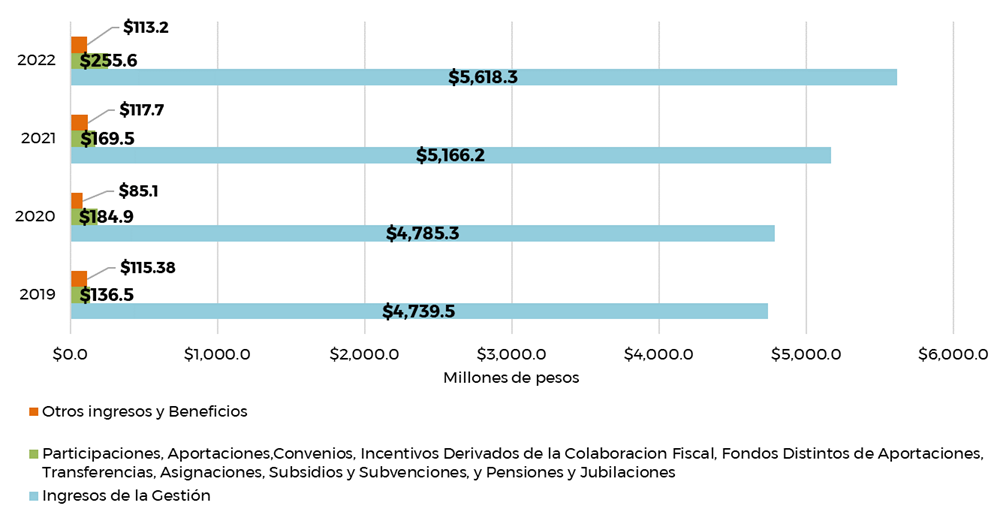 $113.2
2022
$255.6
$5,618.3
$117.7
2021
$169.5
$5,166.2
$85.1
2020
$184.9
$4,785.3
$115.38
2019
$136.5
$4,739.5
$0.0 $1,000.0 $2,000.0 $3,000.0 $4,000.0 $5,000.0 $6,000.0
Millones de pesos
Otros ingresos y Beneficios
Participaciones, Aportaciones,Convenios, Incentivos Derivados de la Colaboracion Fiscal, Fondos Distintos de Aportaciones,
Transferencias, Asignaciones, Subsidios y Subvenciones, y Pensiones y Jubilaciones
Ingresos de la Gestión